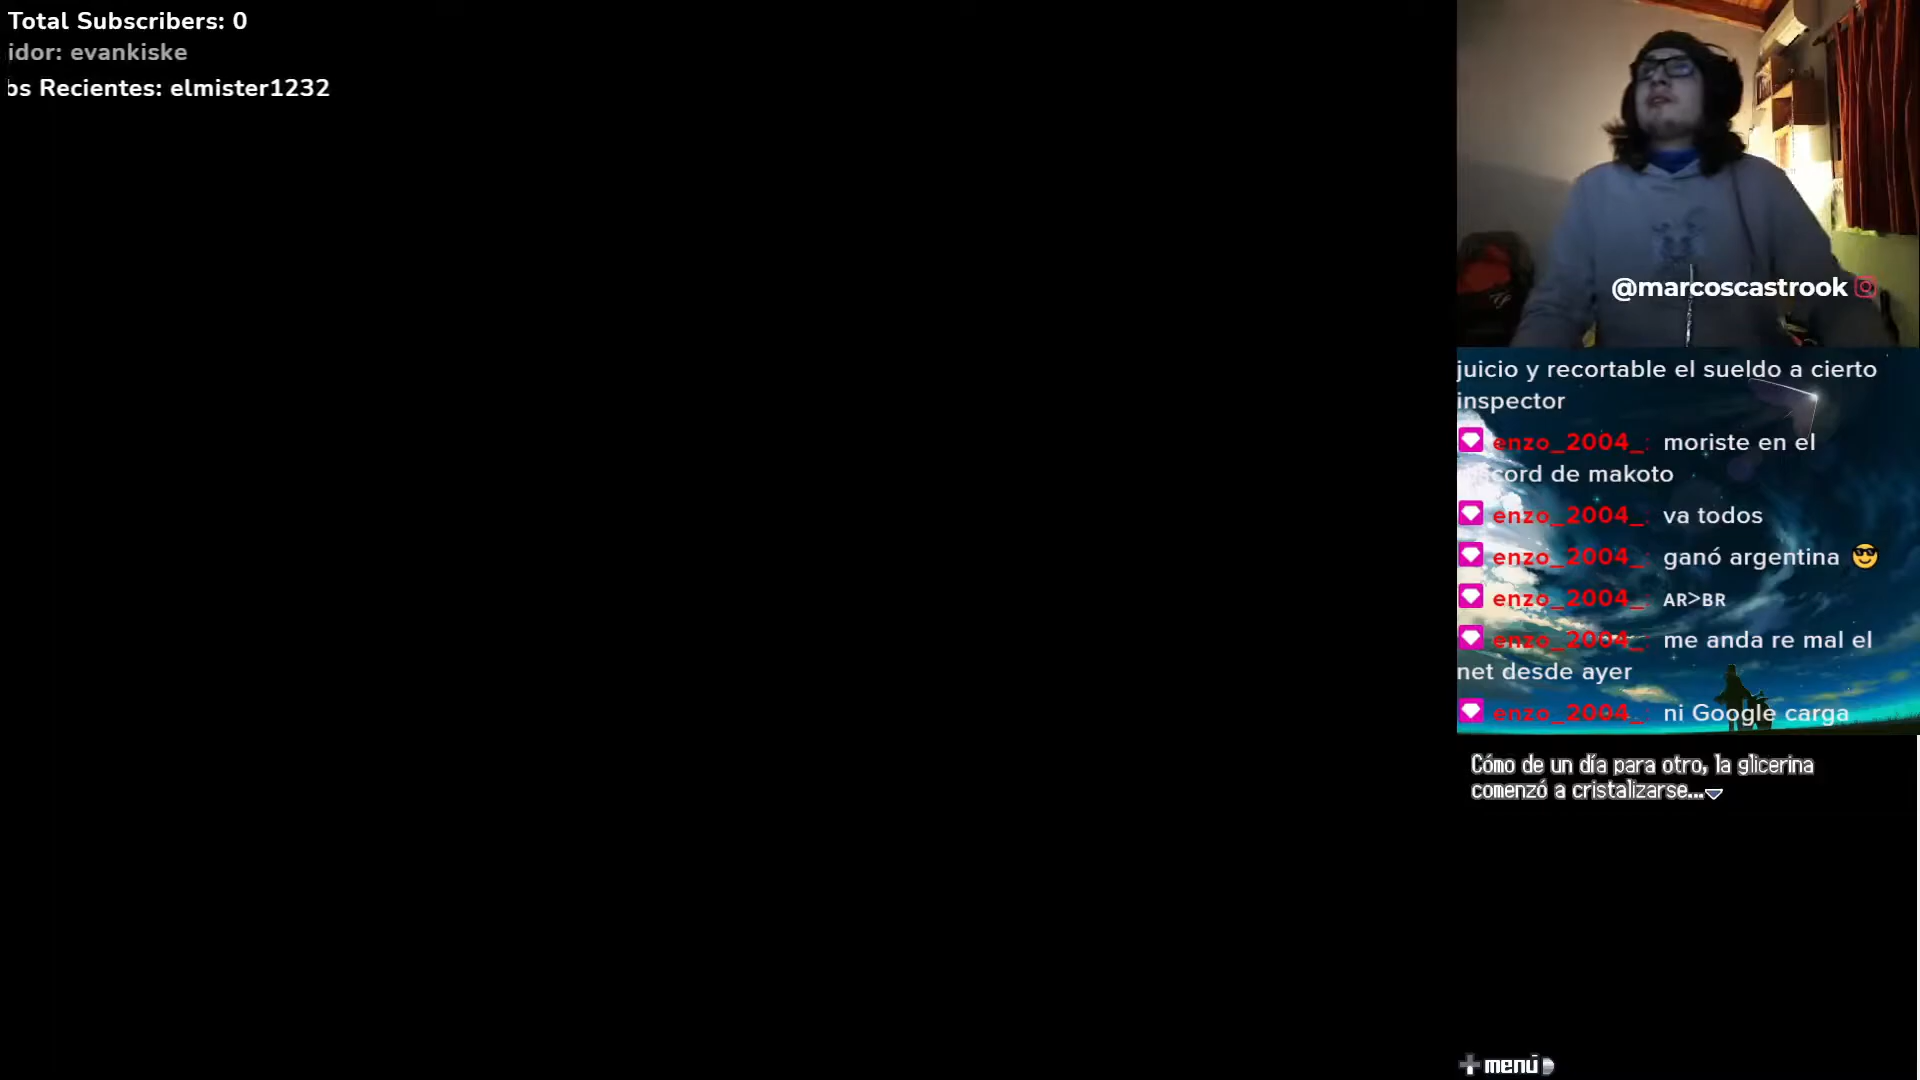 Total Subscribers: 0
idor: evankiske
bs Recientes: elmister1232
@marcoscastrook
juicio y recortable el sueldo a cierto
inspector
enzo_2004_: moriste en el
cord de makoto
enzo_2004_: va todos
enzo_2004_: ganó argentina 😎
enzo_2004_: AR>BR
enzo_2004_: me anda re mal el
net desde ayer
enzo_2004_: ni Google carga
Cómo de un día para otro, la glicerina
comenzó a cristalizarse...
menú